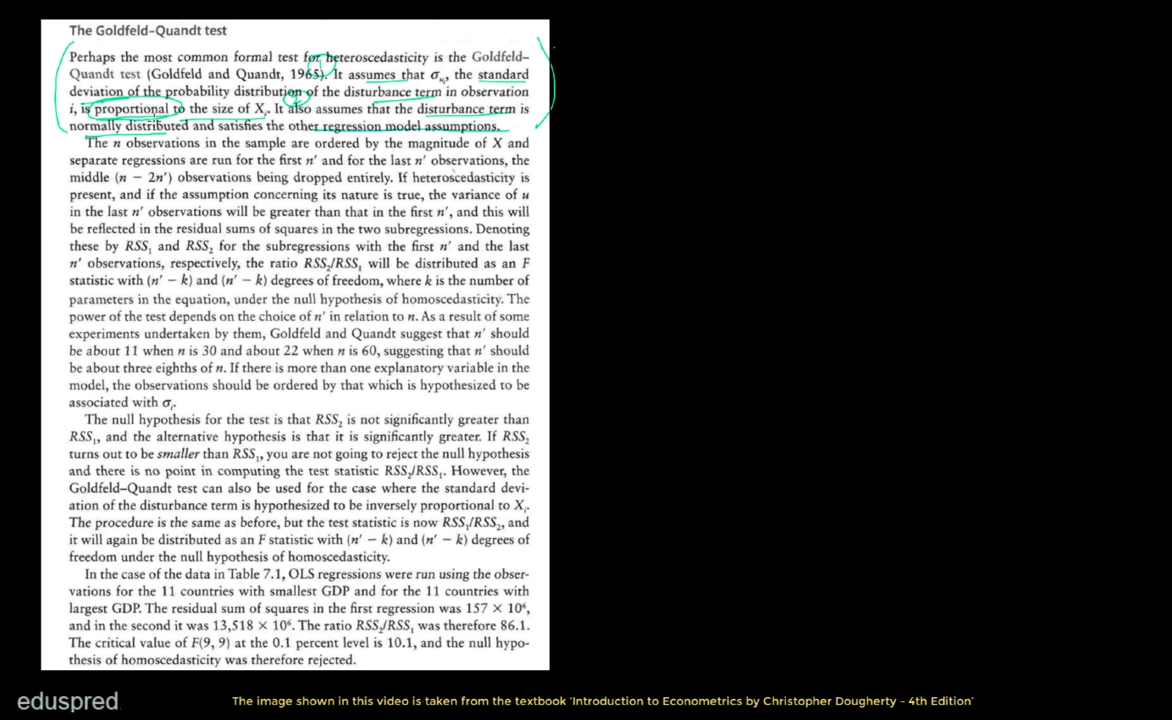 The Goldfeld–Quandt test
Perhaps the most common formal test for heteroscedasticity is the Goldfeld–
Quandt test (Goldfeld and Quandt, 1965). It assumes that σui, the standard
deviation of the probability distribution of the disturbance term in observation
i, is proportional to the size of Xi. It also assumes that the disturbance term is
normally distributed and satisfies the other regression model assumptions.
The n observations in the sample are ordered by the magnitude of X and
separate regressions are run for the first n′ and for the last n′ observations, the
middle (n − 2n′) observations being dropped entirely. If heteroscedasticity is
present, and if the assumption concerning its nature is true, the variance of u
in the last n′ observations will be greater than that in the first n′, and this will
be reflected in the residual sums of squares in the two subregressions. Denoting
these by RSS1 and RSS2 for the subregressions with the first n′ and the last
n′ observations, respectively, the ratio RSS2/RSS1 will be distributed as an F
statistic with (n′ − k) and (n′ − k) degrees of freedom, where k is the number of
parameters in the equation, under the null hypothesis of homoscedasticity. The
power of the test depends on the choice of n′ in relation to n. As a result of some
experiments undertaken by them, Goldfeld and Quandt suggest that n′ should
be about 11 when n is 30 and about 22 when n is 60, suggesting that n′ should
be about three eighths of n. If there is more than one explanatory variable in the
model, the observations should be ordered by that which is hypothesized to be
associated with σi.
The null hypothesis for the test is that RSS2 is not significantly greater than
RSS1, and the alternative hypothesis is that it is significantly greater. If RSS2
turns out to be smaller than RSS1, you are not going to reject the null hypothesis
and there is no point in computing the test statistic RSS2/RSS1. However, the
Goldfeld–Quandt test can also be used for the case where the standard devi-
ation of the disturbance term is hypothesized to be inversely proportional to Xi.
The procedure is the same as before, but the test statistic is now RSS1/RSS2, and
it will again be distributed as an F statistic with (n′ − k) and (n′ − k) degrees of
freedom under the null hypothesis of homoscedasticity.
In the case of the data in Table 7.1, OLS regressions were run using the obser-
vations for the 11 countries with smallest GDP and for the 11 countries with
largest GDP. The residual sum of squares in the first regression was 157 × 10⁶,
and in the second it was 13,518 × 10⁶. The ratio RSS2/RSS1 was therefore 86.1.
The critical value of F(9, 9) at the 0.1 percent level is 10.1, and the null hypo-
thesis of homoscedasticity was therefore rejected.
eduspred
The image shown in this video is taken from the textbook 'Introduction to Econometrics by Christopher Dougherty - 4th Edition'